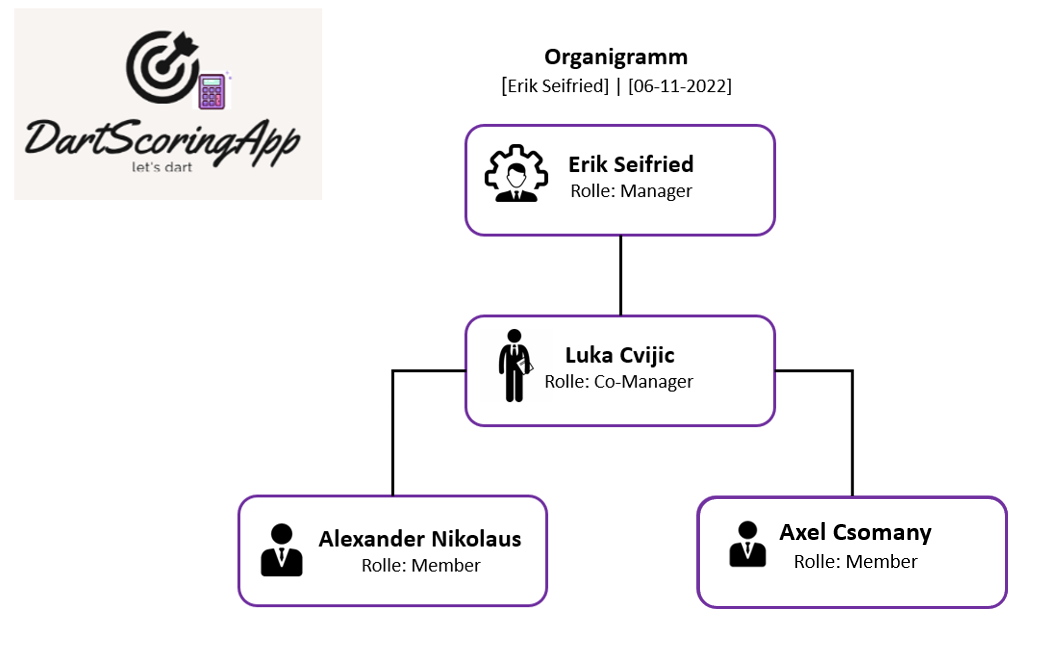 DartScoringApp
let's dart
Organigramm
[Erik Seifried] | [06-11-2022]
Erik Seifried
Rolle: Manager
Luka Cvijic
Rolle: Co-Manager
Alexander Nikolaus
Rolle: Member
Axel Csomany
Rolle: Member